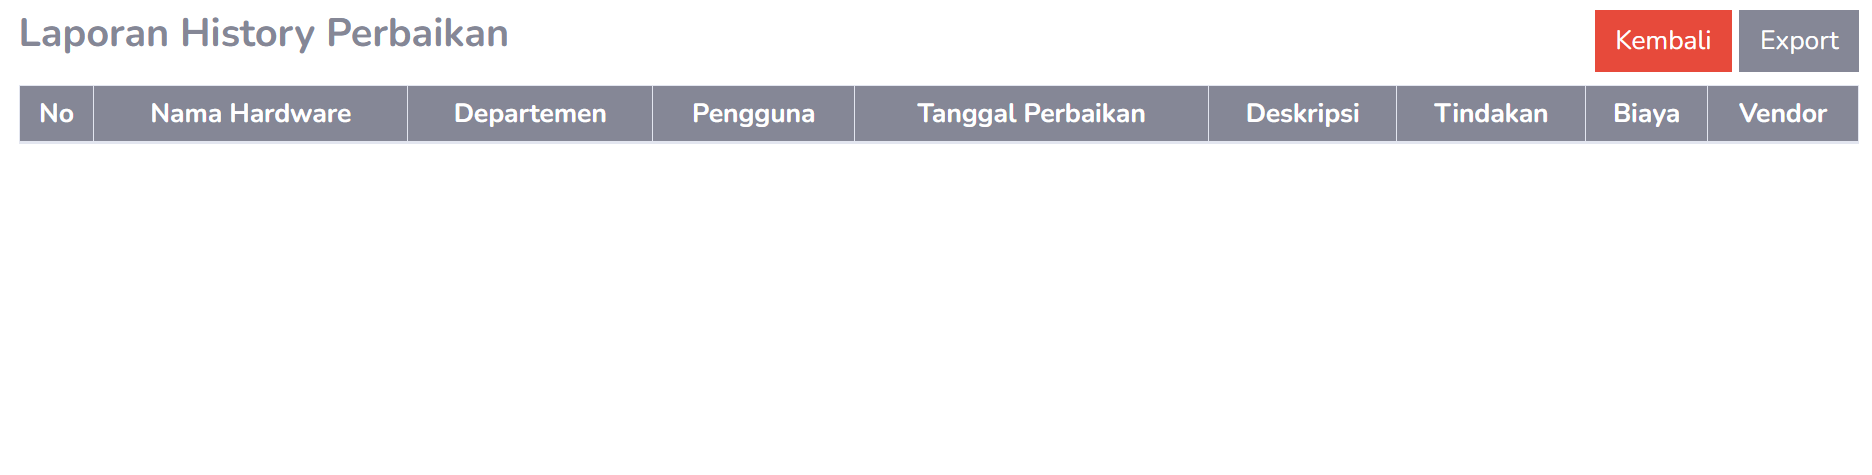 Laporan History Perbaikan
Kembali Export
No Nama Hardware Departemen Pengguna Tanggal Perbaikan Deskripsi Tindakan Biaya Vendor